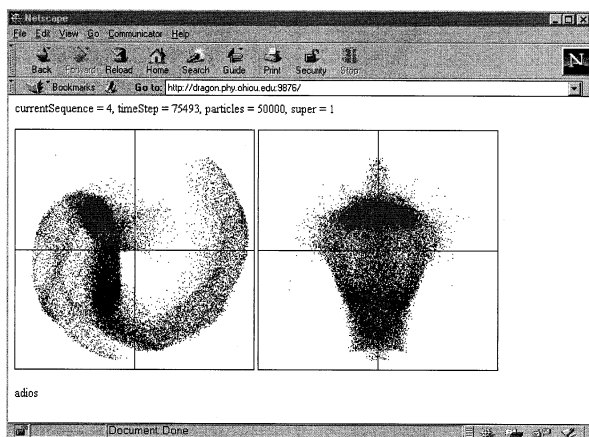 Netscape
File Edit View Go Communicator Help
Back Forward Reload Home Search Guide Print Security Stop
N
Bookmarks Go to: http://dragon.phy.ohiou.edu:9876/
currentSequence = 4, timeStep = 75493, particles = 50000, super = 1
adios
Document Done